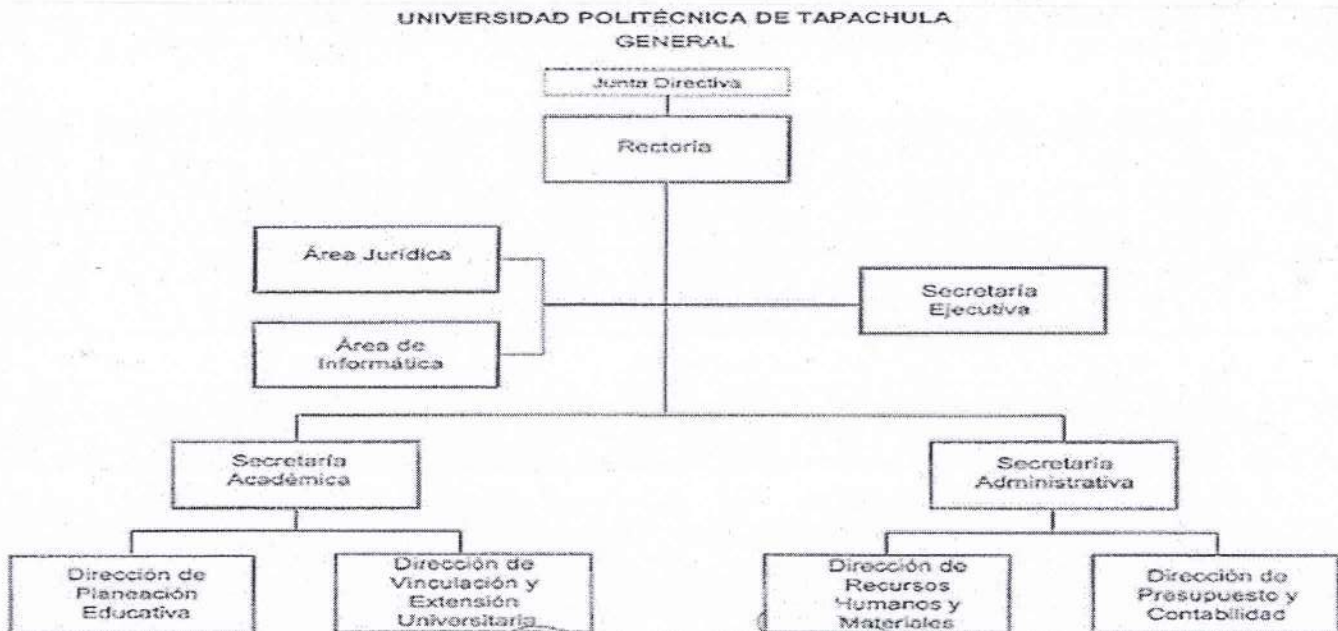 UNIVERSIDAD POLITÉCNICA DE TAPACHULA
GENERAL
Junta Directiva
Rectoría
Área Jurídica
Secretaría
Ejecutiva
Área de
Informática
Secretaría
Académica
Secretaría
Administrativa
Dirección de
Planeación
Educativa
Dirección de
Vinculación y
Extensión
Universitaria
Dirección de
Recursos
Humanos y
Materiales
Dirección de
Presupuesto y
Contabilidad